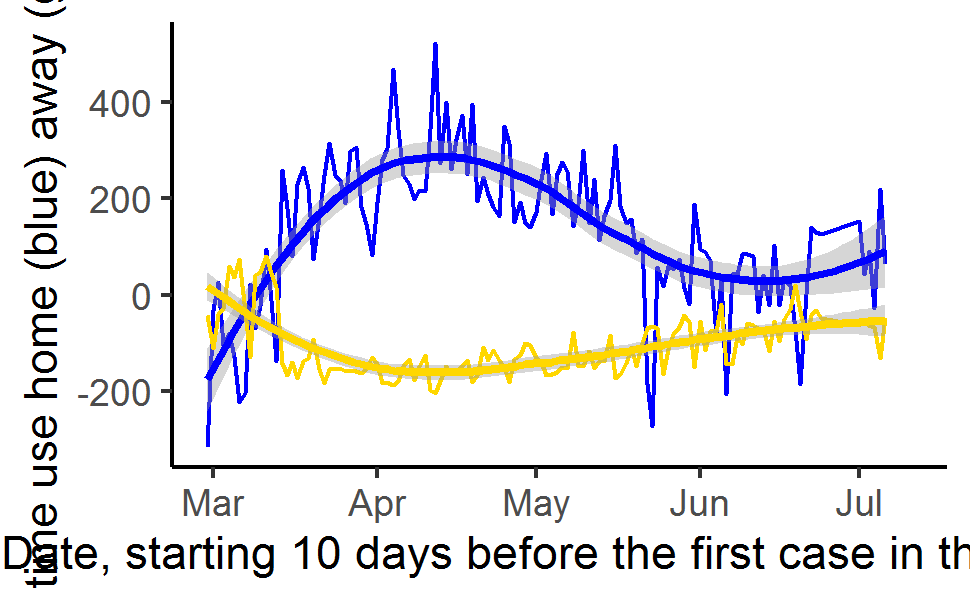 time use home (blue) away (
400
200
0
-200
Mar Apr May Jun Jul
Date, starting 10 days before the first case in th